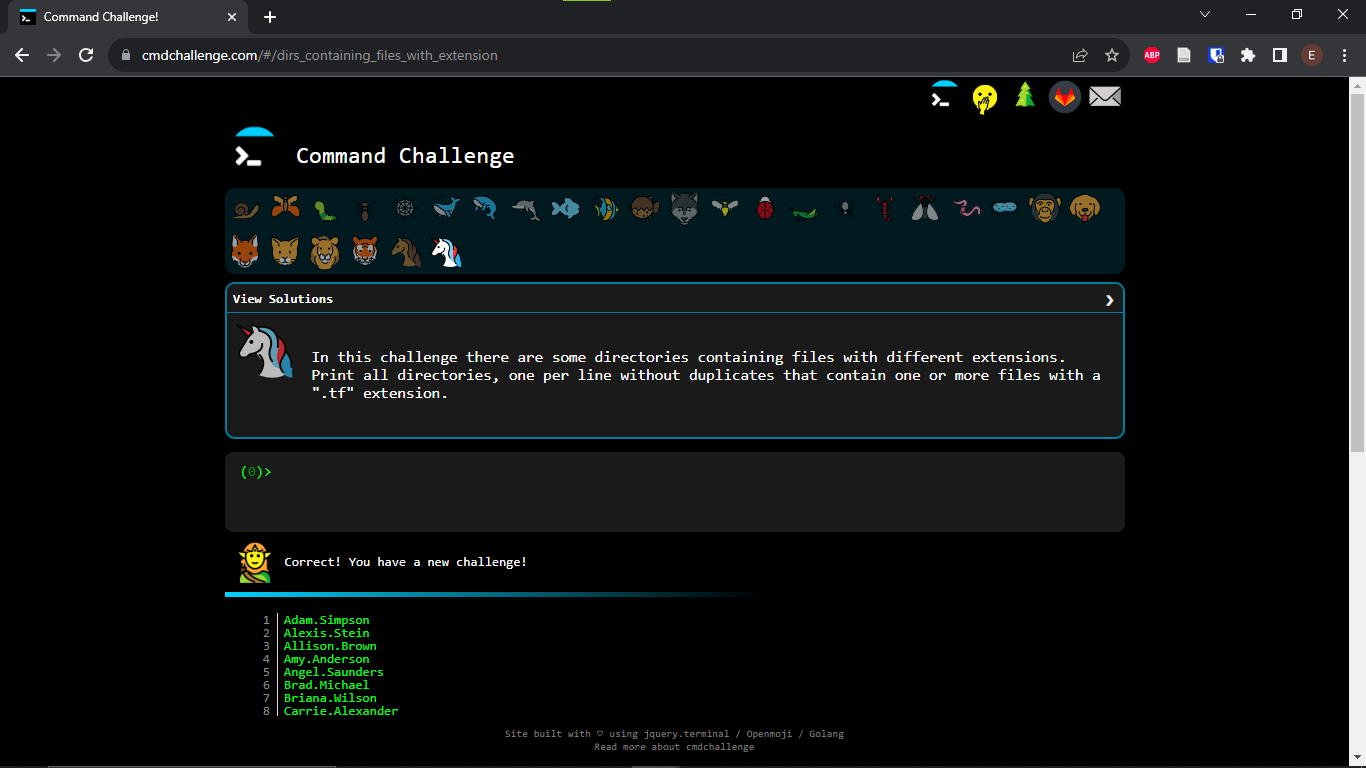 Command Challenge!
cmdchallenge.com/#/dirs_containing_files_with_extension
ABP
E
Command Challenge
View Solutions
In this challenge there are some directories containing files with different extensions.
Print all directories, one per line without duplicates that contain one or more files with a
".tf" extension.
(0)>
Correct! You have a new challenge!
1 Adam.Simpson
2 Alexis.Stein
3 Allison.Brown
4 Amy.Anderson
5 Angel.Saunders
6 Brad.Michael
7 Briana.Wilson
8 Carrie.Alexander
Site built with ♡ using jquery.terminal / Openmoji / Golang
Read more about cmdchallenge